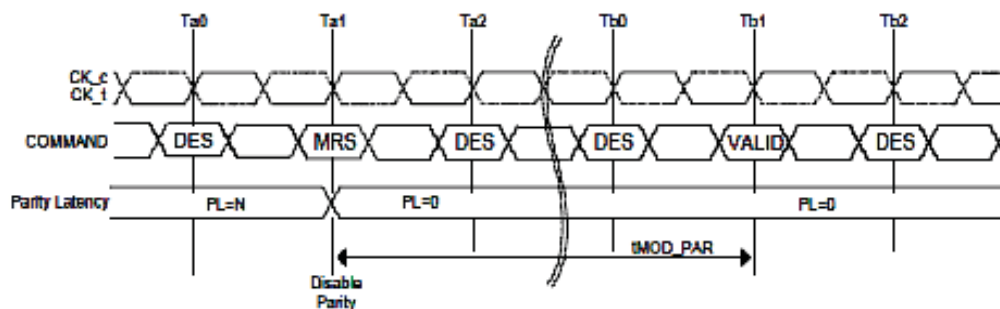 Ta0 Ta1 Ta2 Tb0 Tb1 Tb2
CK_c
CK_t
COMMAND DES MRS DES DES VALID DES
Parity Latency PL=N PL=0 PL=0
tMOD_PAR
Disable
Parity